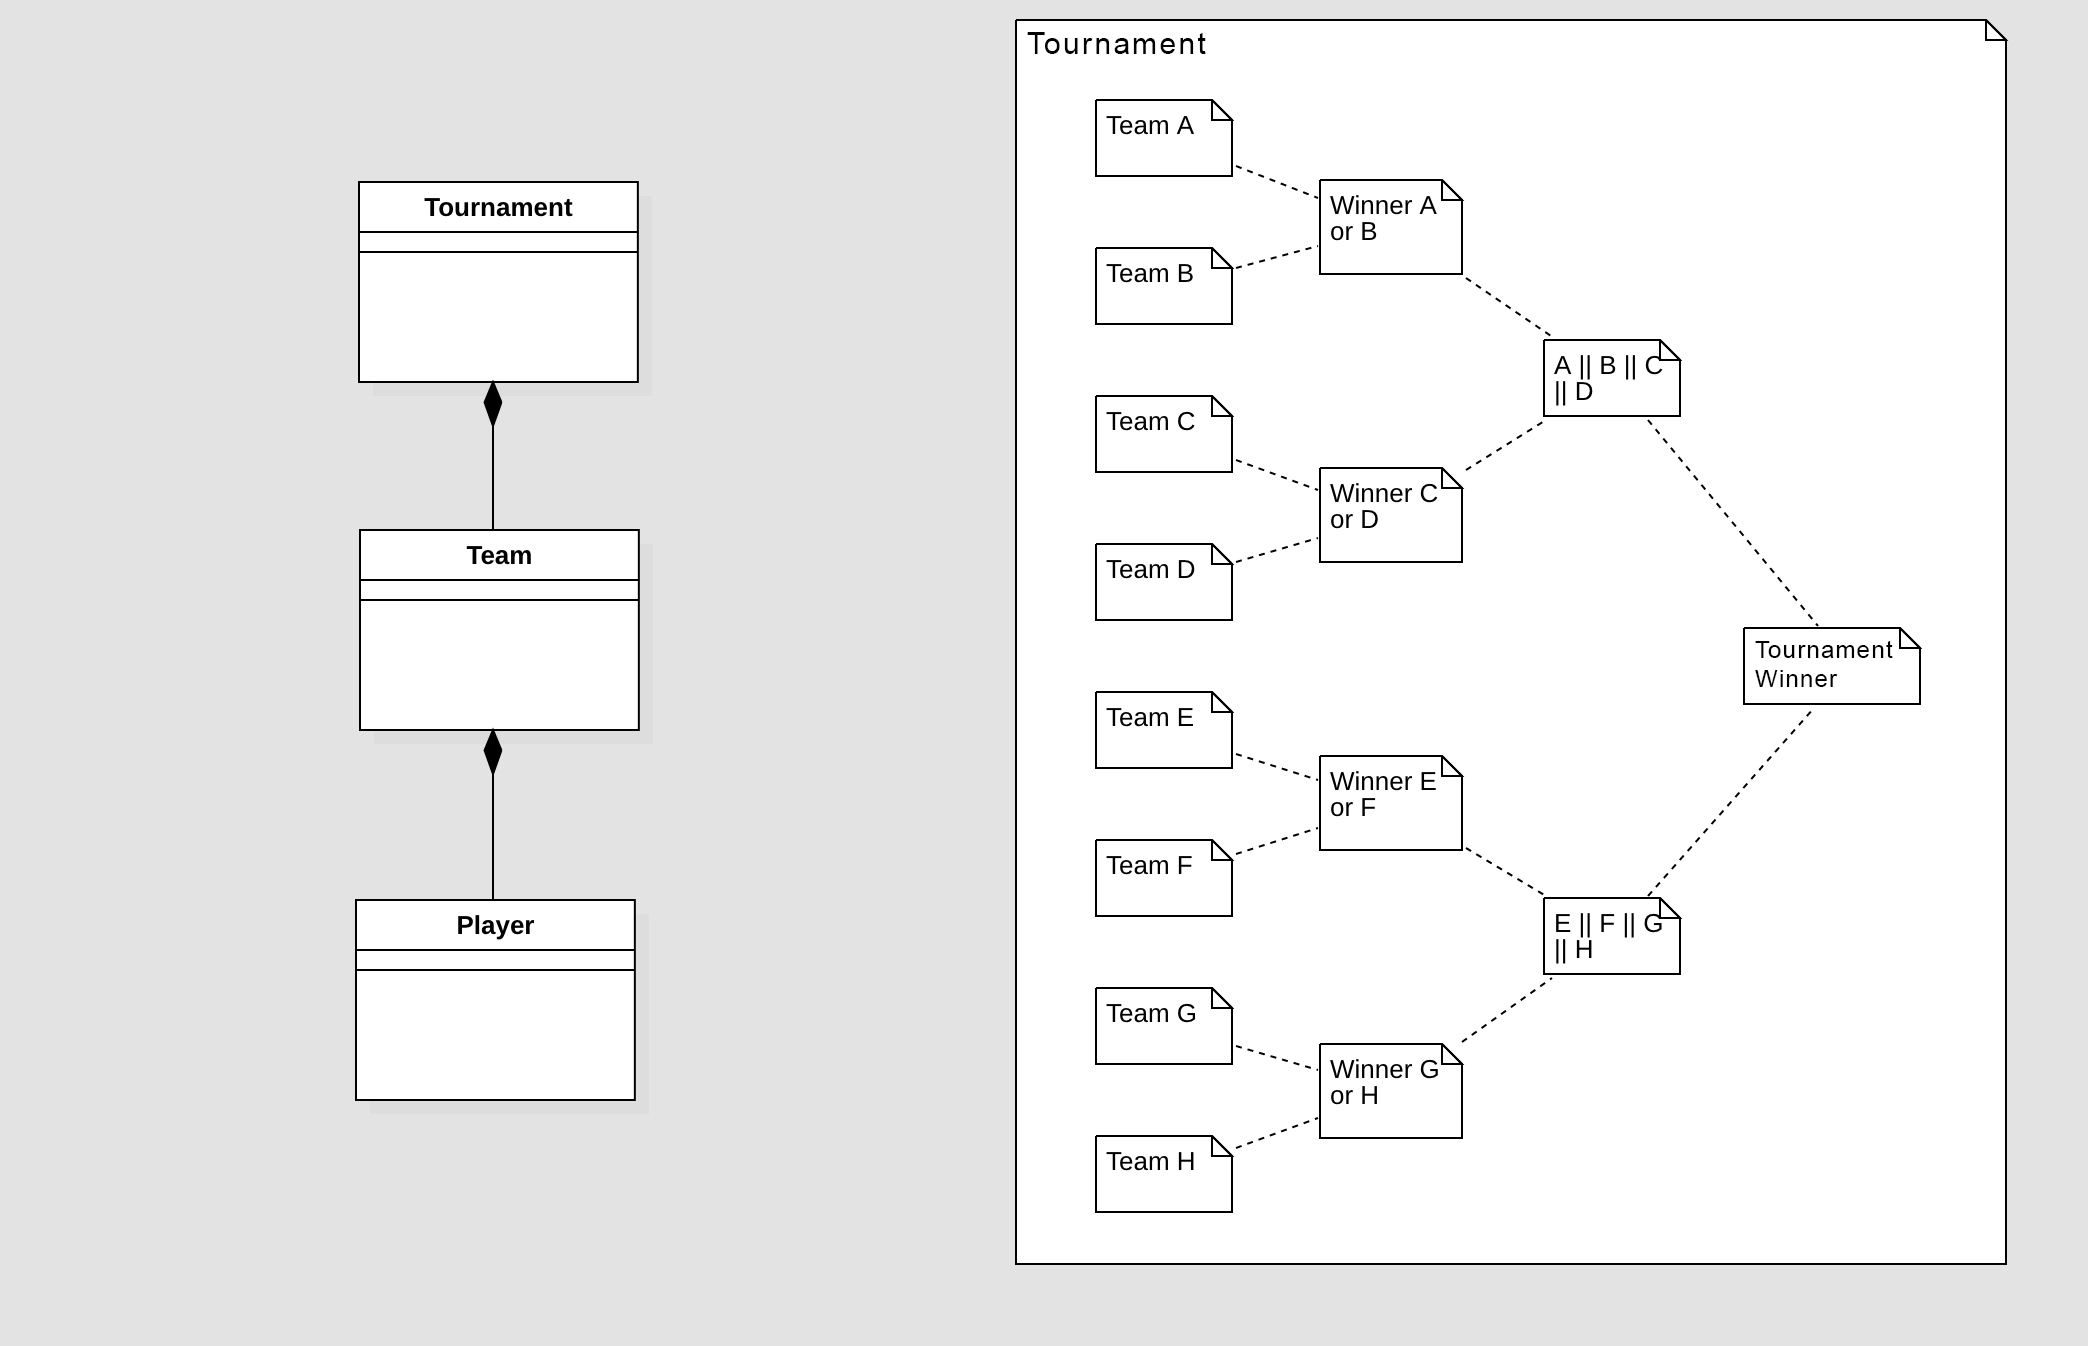 Tournament
Team
Player
Tournament
Team A
Team B
Team C
Team D
Team E
Team F
Team G
Team H
Winner A
or B
Winner C
or D
Winner E
or F
Winner G
or H
A || B || C
|| D
E || F || G
|| H
Tournament
Winner